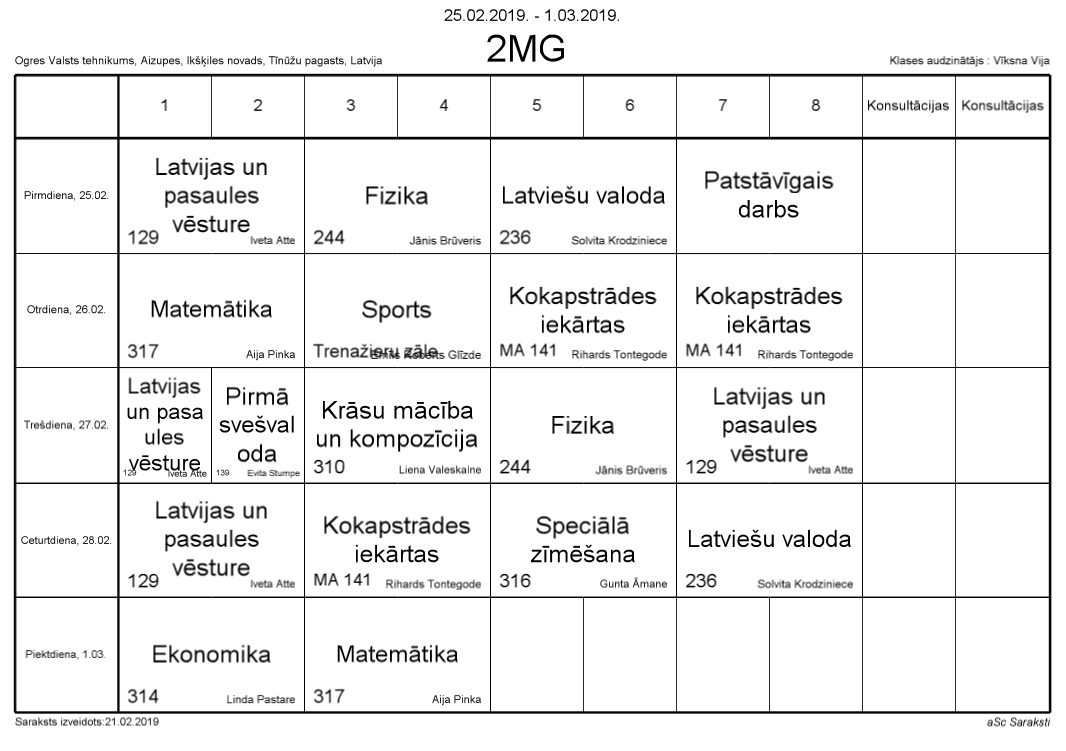 25.02.2019. - 1.03.2019.
2MG
Ogres Valsts tehnikums, Aizupes, Ikšķiles novads, Tīnūžu pagasts, Latvija
Klases audzinātājs : Vīksna Vija
1 2 3 4 5 6 7 8 Konsultācijas Konsultācijas
Pirmdiena, 25.02.
Latvijas un
pasaules
vēsture
129 Iveta Atte
Fizika
244 Jānis Brūveris
Latviešu valoda
236 Solvita Krodziniece
Patstāvīgais
darbs
Otrdiena, 26.02.
Matemātika
317 Aija Pinka
Sports
Trenažieru zāle
Emīls Roberts Glīzde
Kokapstrādes
iekārtas
MA 141 Rihards Tontegode
Kokapstrādes
iekārtas
MA 141 Rihards Tontegode
Trešdiena, 27.02.
Latvijas
un pasa
ules
vēsture
129 Iveta Atte
Pirmā
svešval
oda
139 Evita Stumpe
Krāsu mācība
un kompozīcija
310 Liena Valeskalne
Fizika
244 Jānis Brūveris
Latvijas un
pasaules
vēsture
129 Iveta Atte
Ceturtdiena, 28.02.
Latvijas un
pasaules
vēsture
129 Iveta Atte
Kokapstrādes
iekārtas
MA 141 Rihards Tontegode
Speciālā
zīmēšana
316 Gunta Āmane
Latviešu valoda
236 Solvita Krodziniece
Piektdiena, 1.03.
Ekonomika
314 Linda Pastare
Matemātika
317 Aija Pinka
Saraksts izveidots:21.02.2019
aSc Saraksti